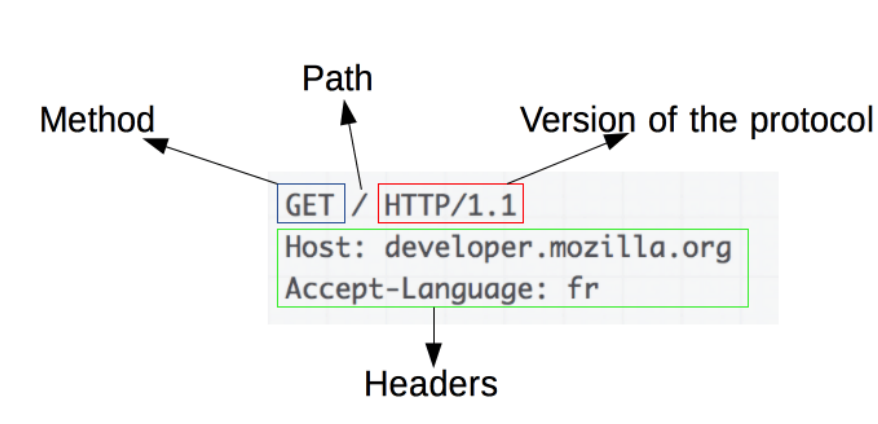 Path
Method
Version of the protocol
GET / HTTP/1.1
Host: developer.mozilla.org
Accept-Language: fr
Headers